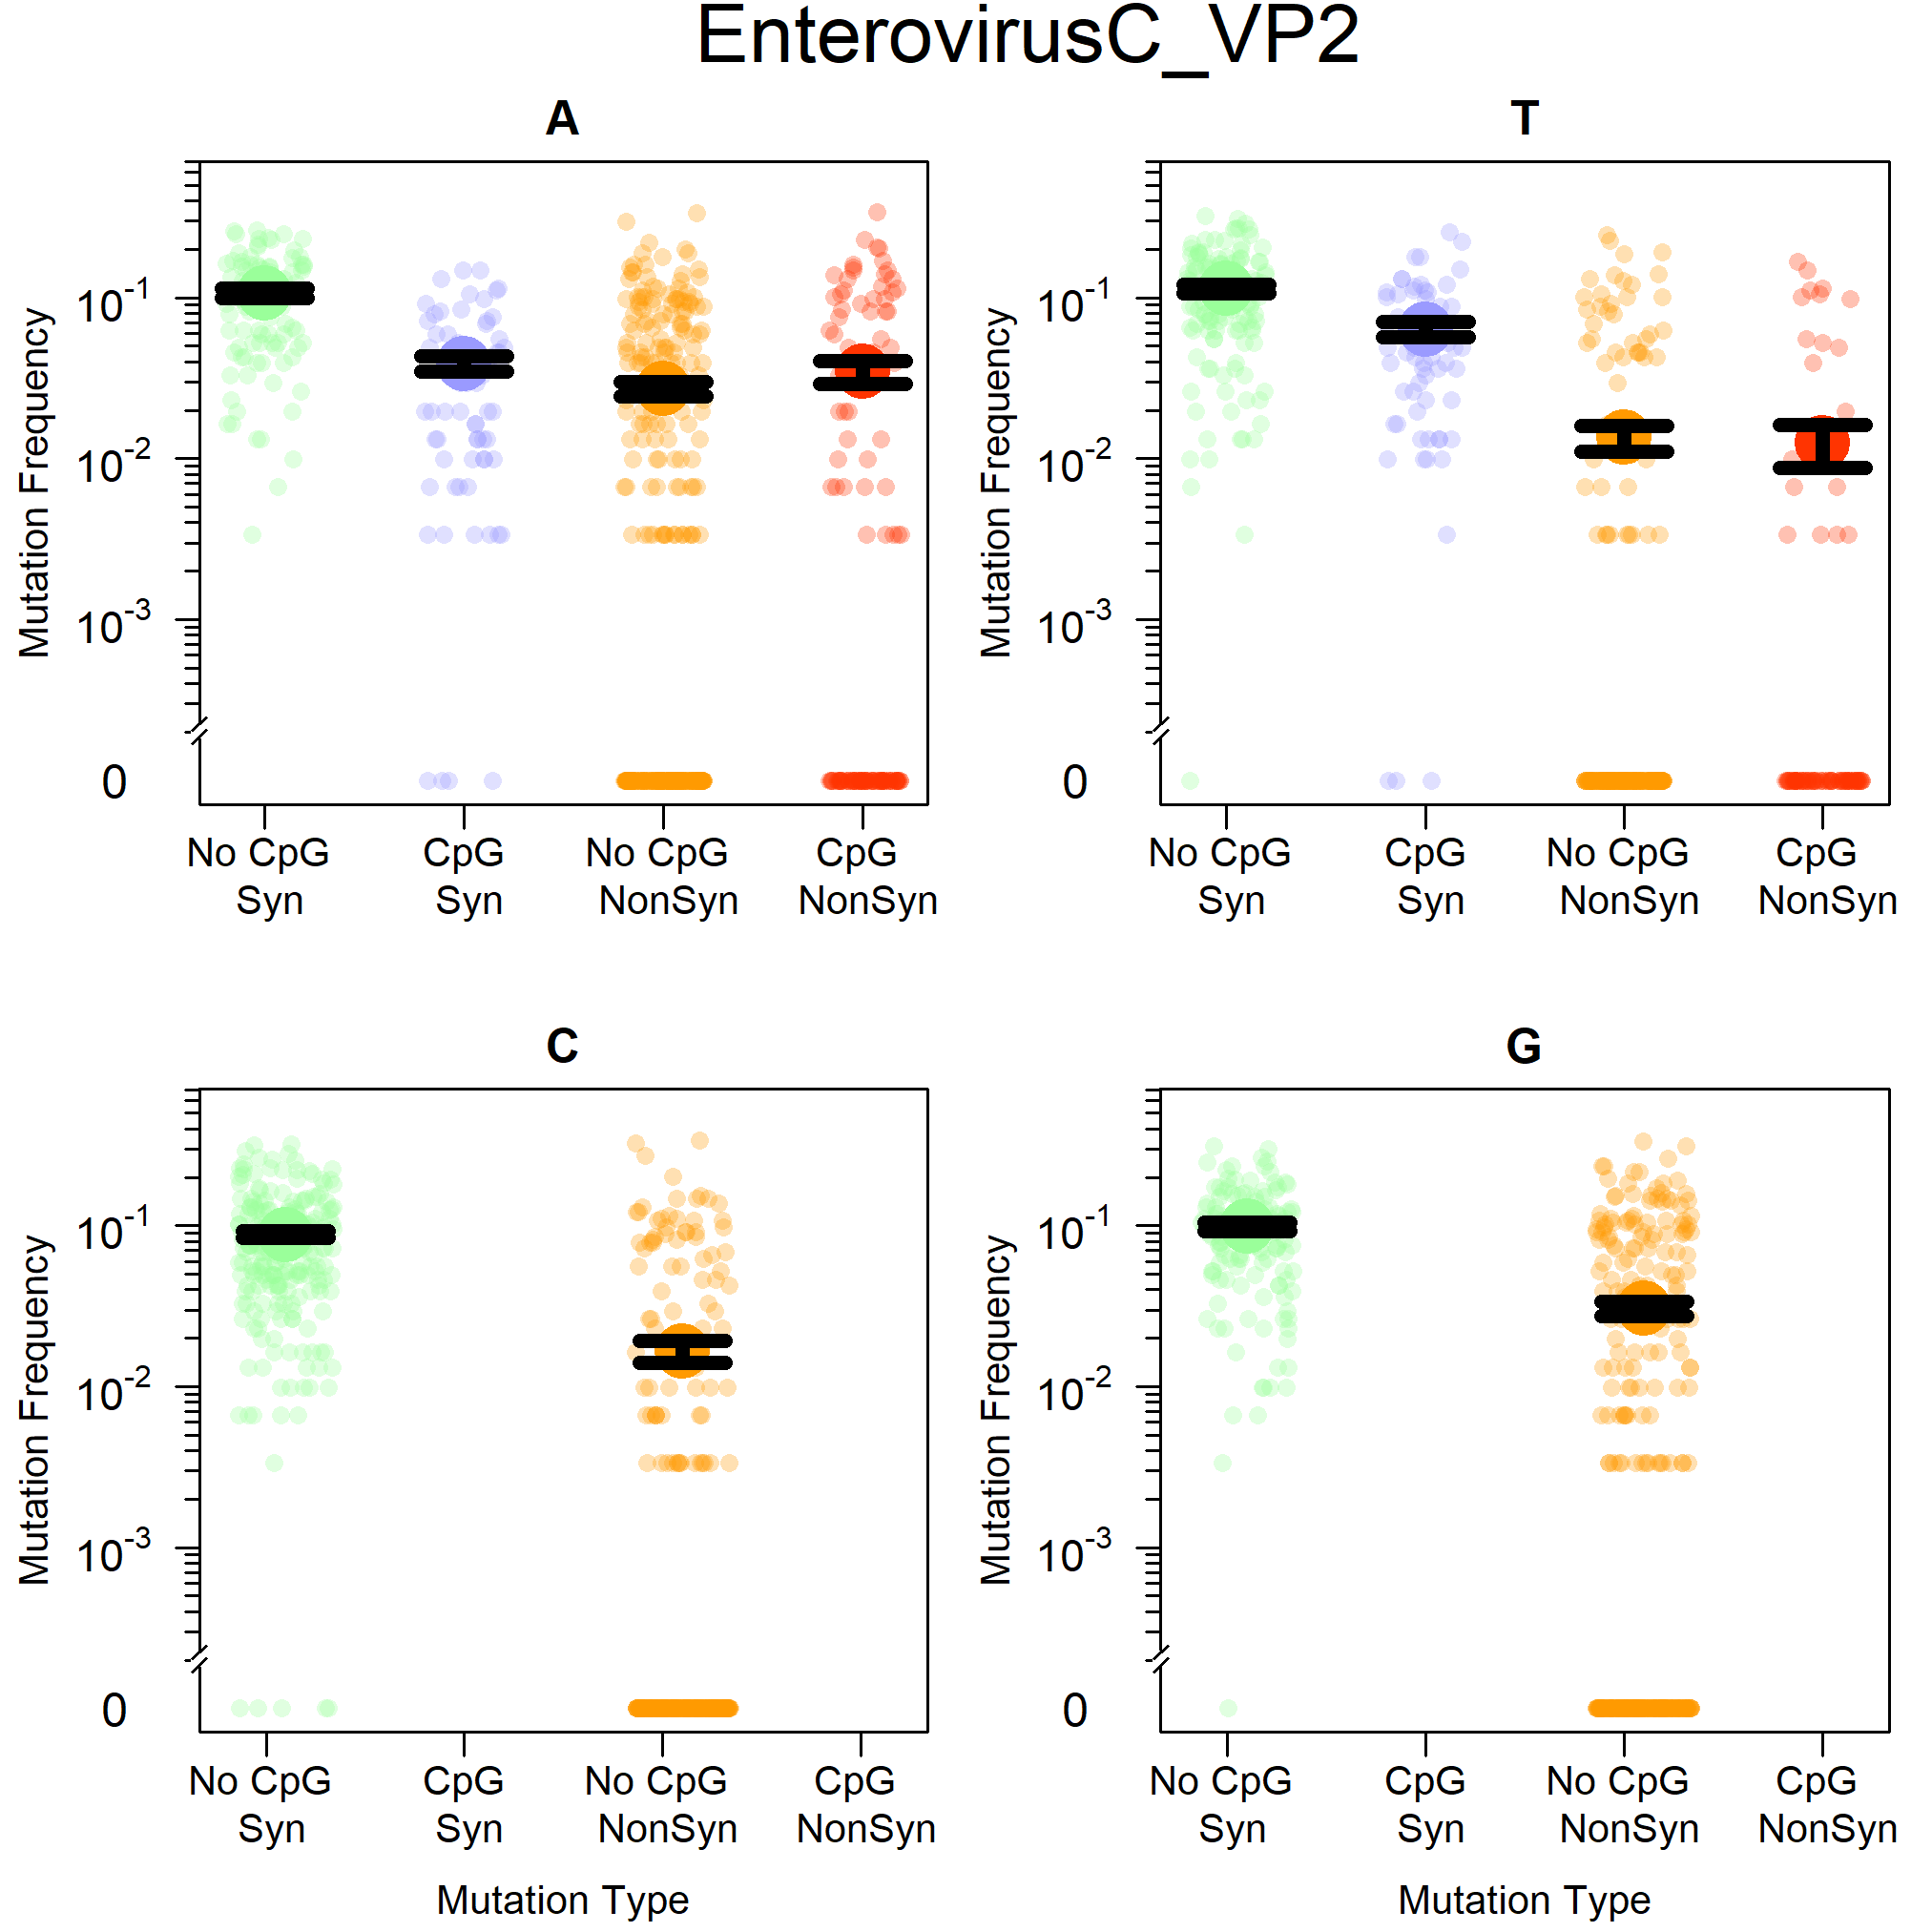 EnterovirusC_VP2
A
Mutation Frequency
10^-1
10^-2
10^-3
0
No CpG Syn
CpG Syn
No CpG NonSyn
CpG NonSyn
T
Mutation Frequency
10^-1
10^-2
10^-3
0
No CpG Syn
CpG Syn
No CpG NonSyn
CpG NonSyn
C
Mutation Frequency
10^-1
10^-2
10^-3
0
No CpG Syn
CpG Syn
No CpG NonSyn
CpG NonSyn
Mutation Type
G
Mutation Frequency
10^-1
10^-2
10^-3
0
No CpG Syn
CpG Syn
No CpG NonSyn
CpG NonSyn
Mutation Type